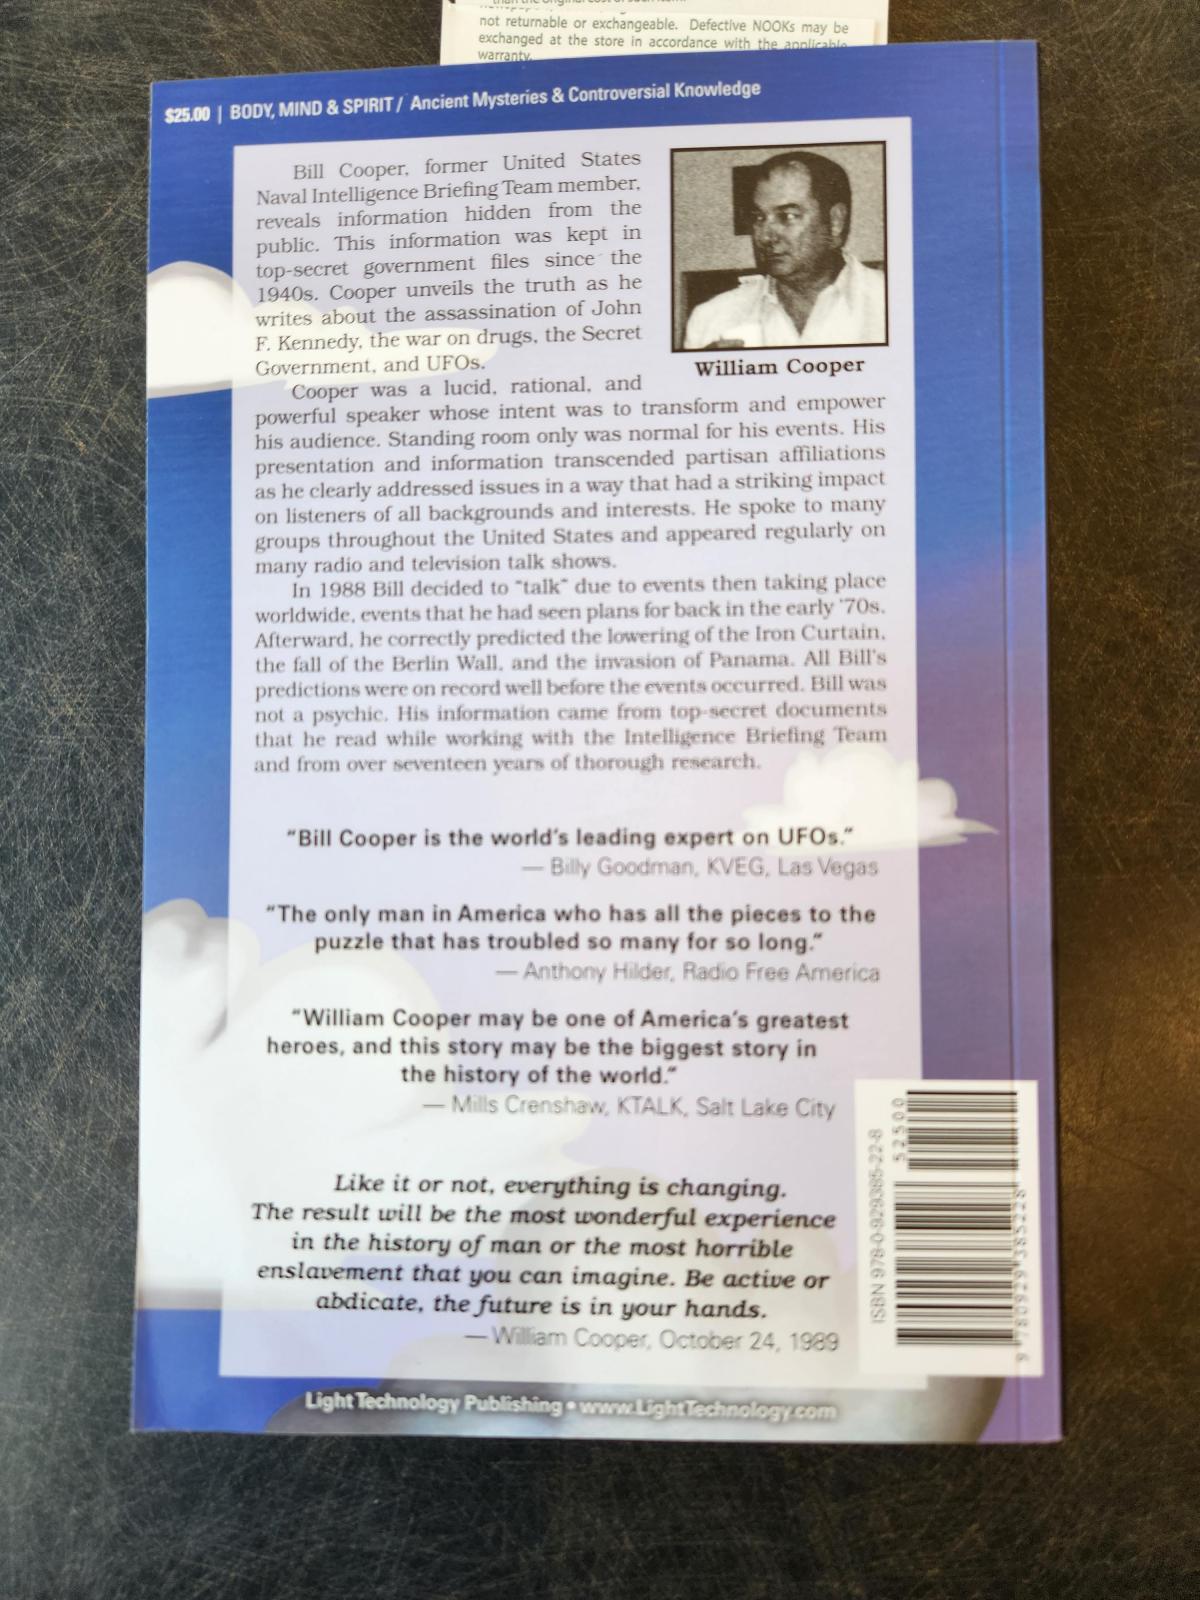 not returnable or exchangeable. Defective NOOKs may be
exchanged at the store in accordance with the applicable
warranty.
$25.00 | BODY, MIND & SPIRIT / Ancient Mysteries & Controversial Knowledge
Bill Cooper, former United States
Naval Intelligence Briefing Team member,
reveals information hidden from the
public. This information was kept in
top-secret government files since the
1940s. Cooper unveils the truth as he
writes about the assassination of John
F. Kennedy, the war on drugs, the Secret
Government, and UFOs.
William Cooper
Cooper was a lucid, rational, and
powerful speaker whose intent was to transform and empower
his audience. Standing room only was normal for his events. His
presentation and information transcended partisan affiliations
as he clearly addressed issues in a way that had a striking impact
on listeners of all backgrounds and interests. He spoke to many
groups throughout the United States and appeared regularly on
many radio and television talk shows.
In 1988 Bill decided to "talk" due to events then taking place
worldwide, events that he had seen plans for back in the early '70s.
Afterward, he correctly predicted the lowering of the Iron Curtain,
the fall of the Berlin Wall, and the invasion of Panama. All Bill's
predictions were on record well before the events occurred. Bill was
not a psychic. His information came from top-secret documents
that he read while working with the Intelligence Briefing Team
and from over seventeen years of thorough research.
"Bill Cooper is the world's leading expert on UFOs."
— Billy Goodman, KVEG, Las Vegas
"The only man in America who has all the pieces to the
puzzle that has troubled so many for so long."
— Anthony Hilder, Radio Free America
"William Cooper may be one of America's greatest
heroes, and this story may be the biggest story in
the history of the world."
— Mills Crenshaw, KTALK, Salt Lake City
Like it or not, everything is changing.
The result will be the most wonderful experience
in the history of man or the most horrible
enslavement that you can imagine. Be active or
abdicate, the future is in your hands.
— William Cooper, October 24, 1989
ISBN 978-0-929385-22-8
52500
9 780929 385228
Light Technology Publishing • www.LightTechnology.com